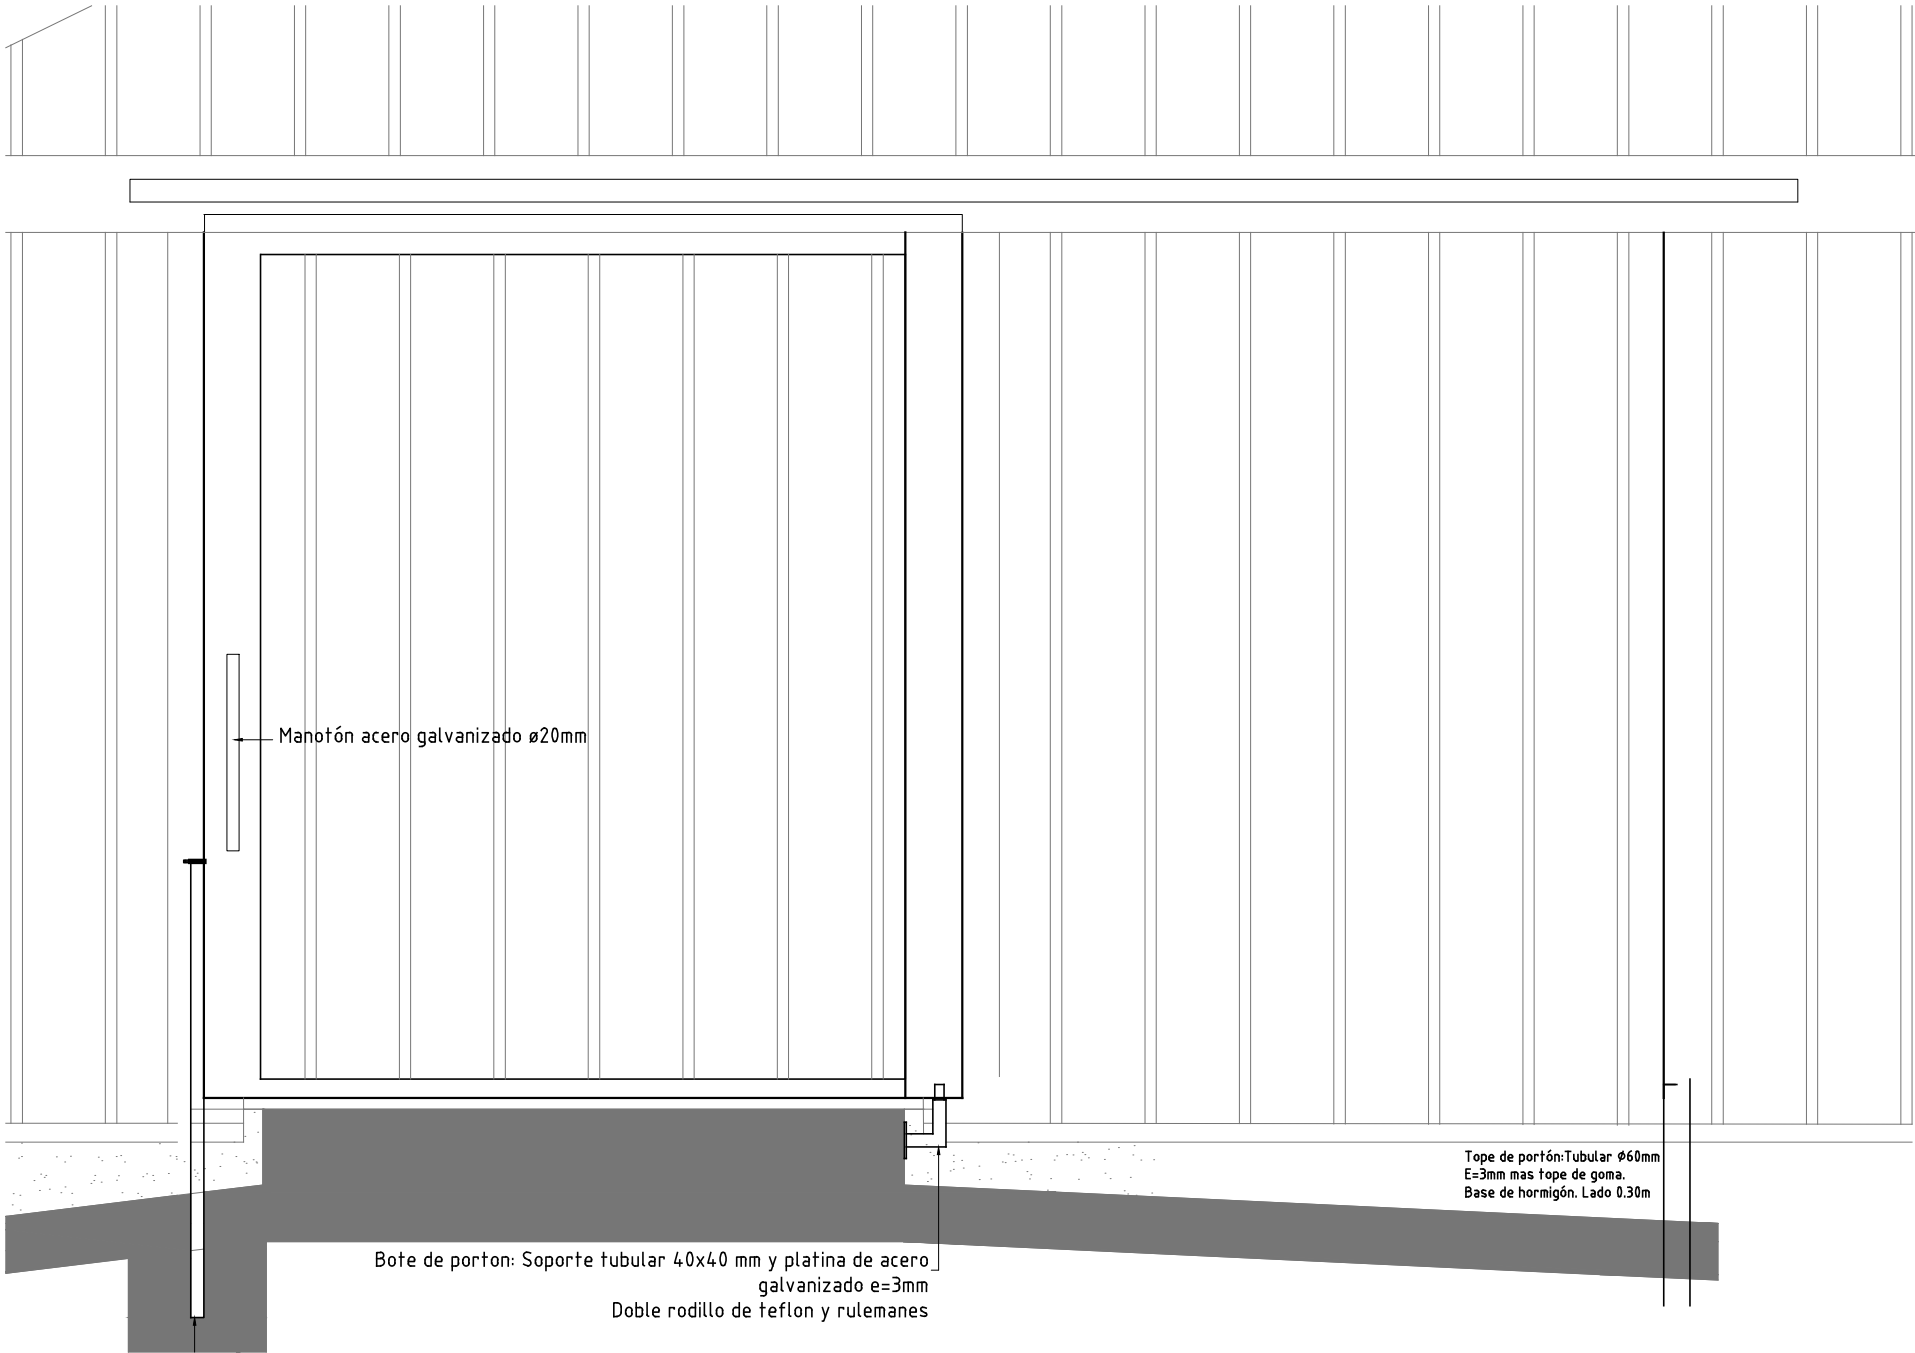 Manotón acero galvanizado ø20mm
Tope de portón:Tubular Ø60mm
E=3mm mas tope de goma.
Base de hormigón. Lado 0.30m
Bote de porton: Soporte tubular 40x40 mm y platina de acero
galvanizado e=3mm
Doble rodillo de teflon y rulemanes